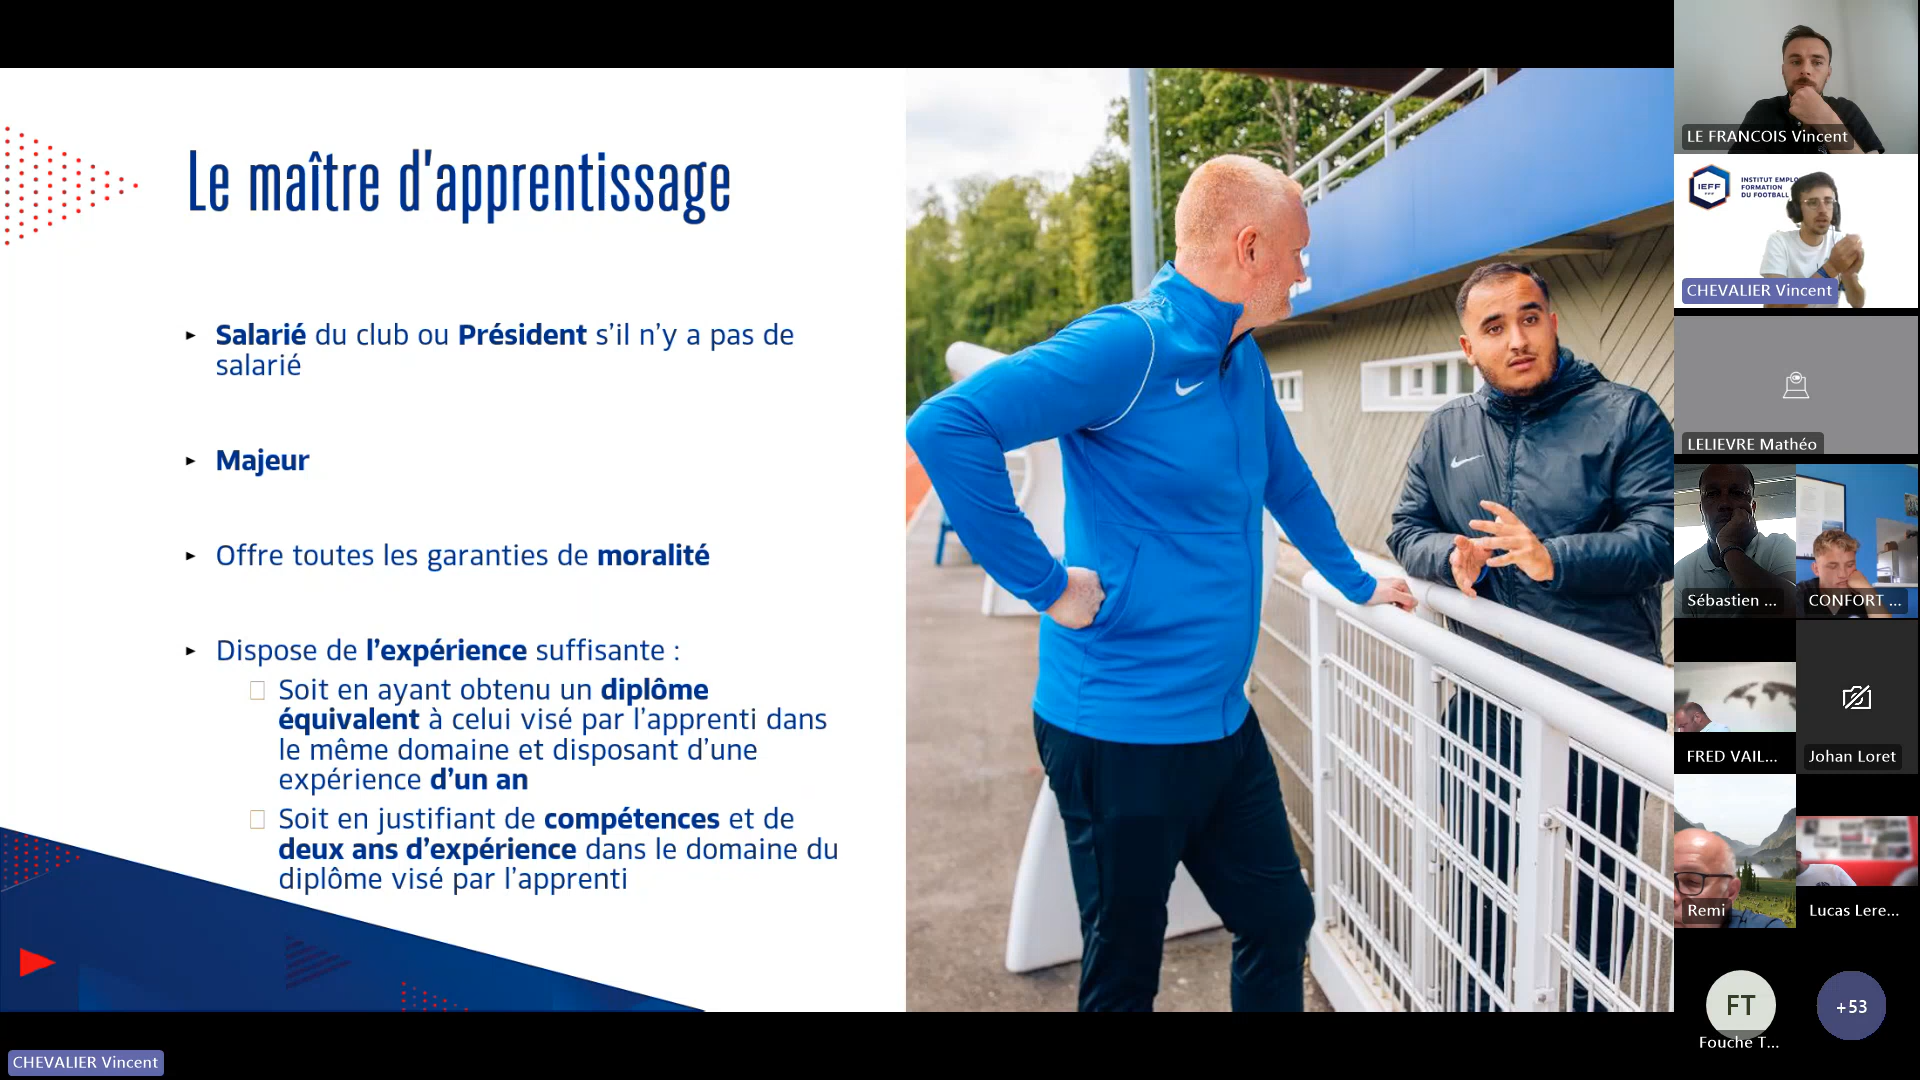 Le maître d'apprentissage
Salarié du club ou Président s'il n'y a pas de
salarié
Majeur
Offre toutes les garanties de moralité
Dispose de l'expérience suffisante :
Soit en ayant obtenu un diplôme
équivalent à celui visé par l'apprenti dans
le même domaine et disposant d'une
expérience d'un an
Soit en justifiant de compétences et de
deux ans d'expérience dans le domaine du
diplôme visé par l'apprenti
CHEVALIER Vincent
LE FRANCOIS Vincent
IEFF
INSTITUT EMPLO
FORMATION
DU FOOTBALL
CHEVALIER Vincent
LELIEVRE Mathéo
Sébastien ...
CONFORT ...
FRED VAIL...
Johan Loret
Remi
Lucas Lere...
FT
Fouche T...
+53